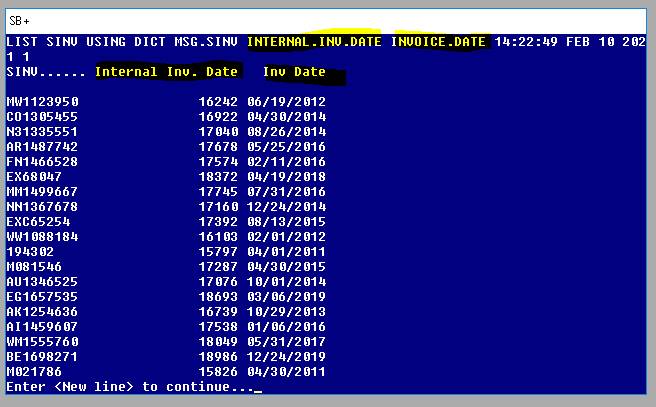 SB+
LIST SINV USING DICT MSG.SINV INTERNAL.INV.DATE INVOICE.DATE 14:22:49 FEB 10 202
1 1
SINV...... Internal Inv. Date   Inv Date
MW1123950               16242 06/19/2012
CO1305455               16922 04/30/2014
N31335551               17040 08/26/2014
AR1487742               17678 05/25/2016
FN1466528               17574 02/11/2016
EX68047                 18372 04/19/2018
MM1499667               17745 07/31/2016
NN1367678               17160 12/24/2014
EXC65254                17392 08/13/2015
WW1088184               16103 02/01/2012
194302                  15797 04/01/2011
M081546                 17287 04/30/2015
AU1346525               17076 10/01/2014
EG1657535               18693 03/06/2019
AK1254636               16739 10/29/2013
AI1459607               17538 01/06/2016
WM1555760               18049 05/31/2017
BE1698271               18986 12/24/2019
M021786                 15826 04/30/2011
Enter <New line> to continue..._